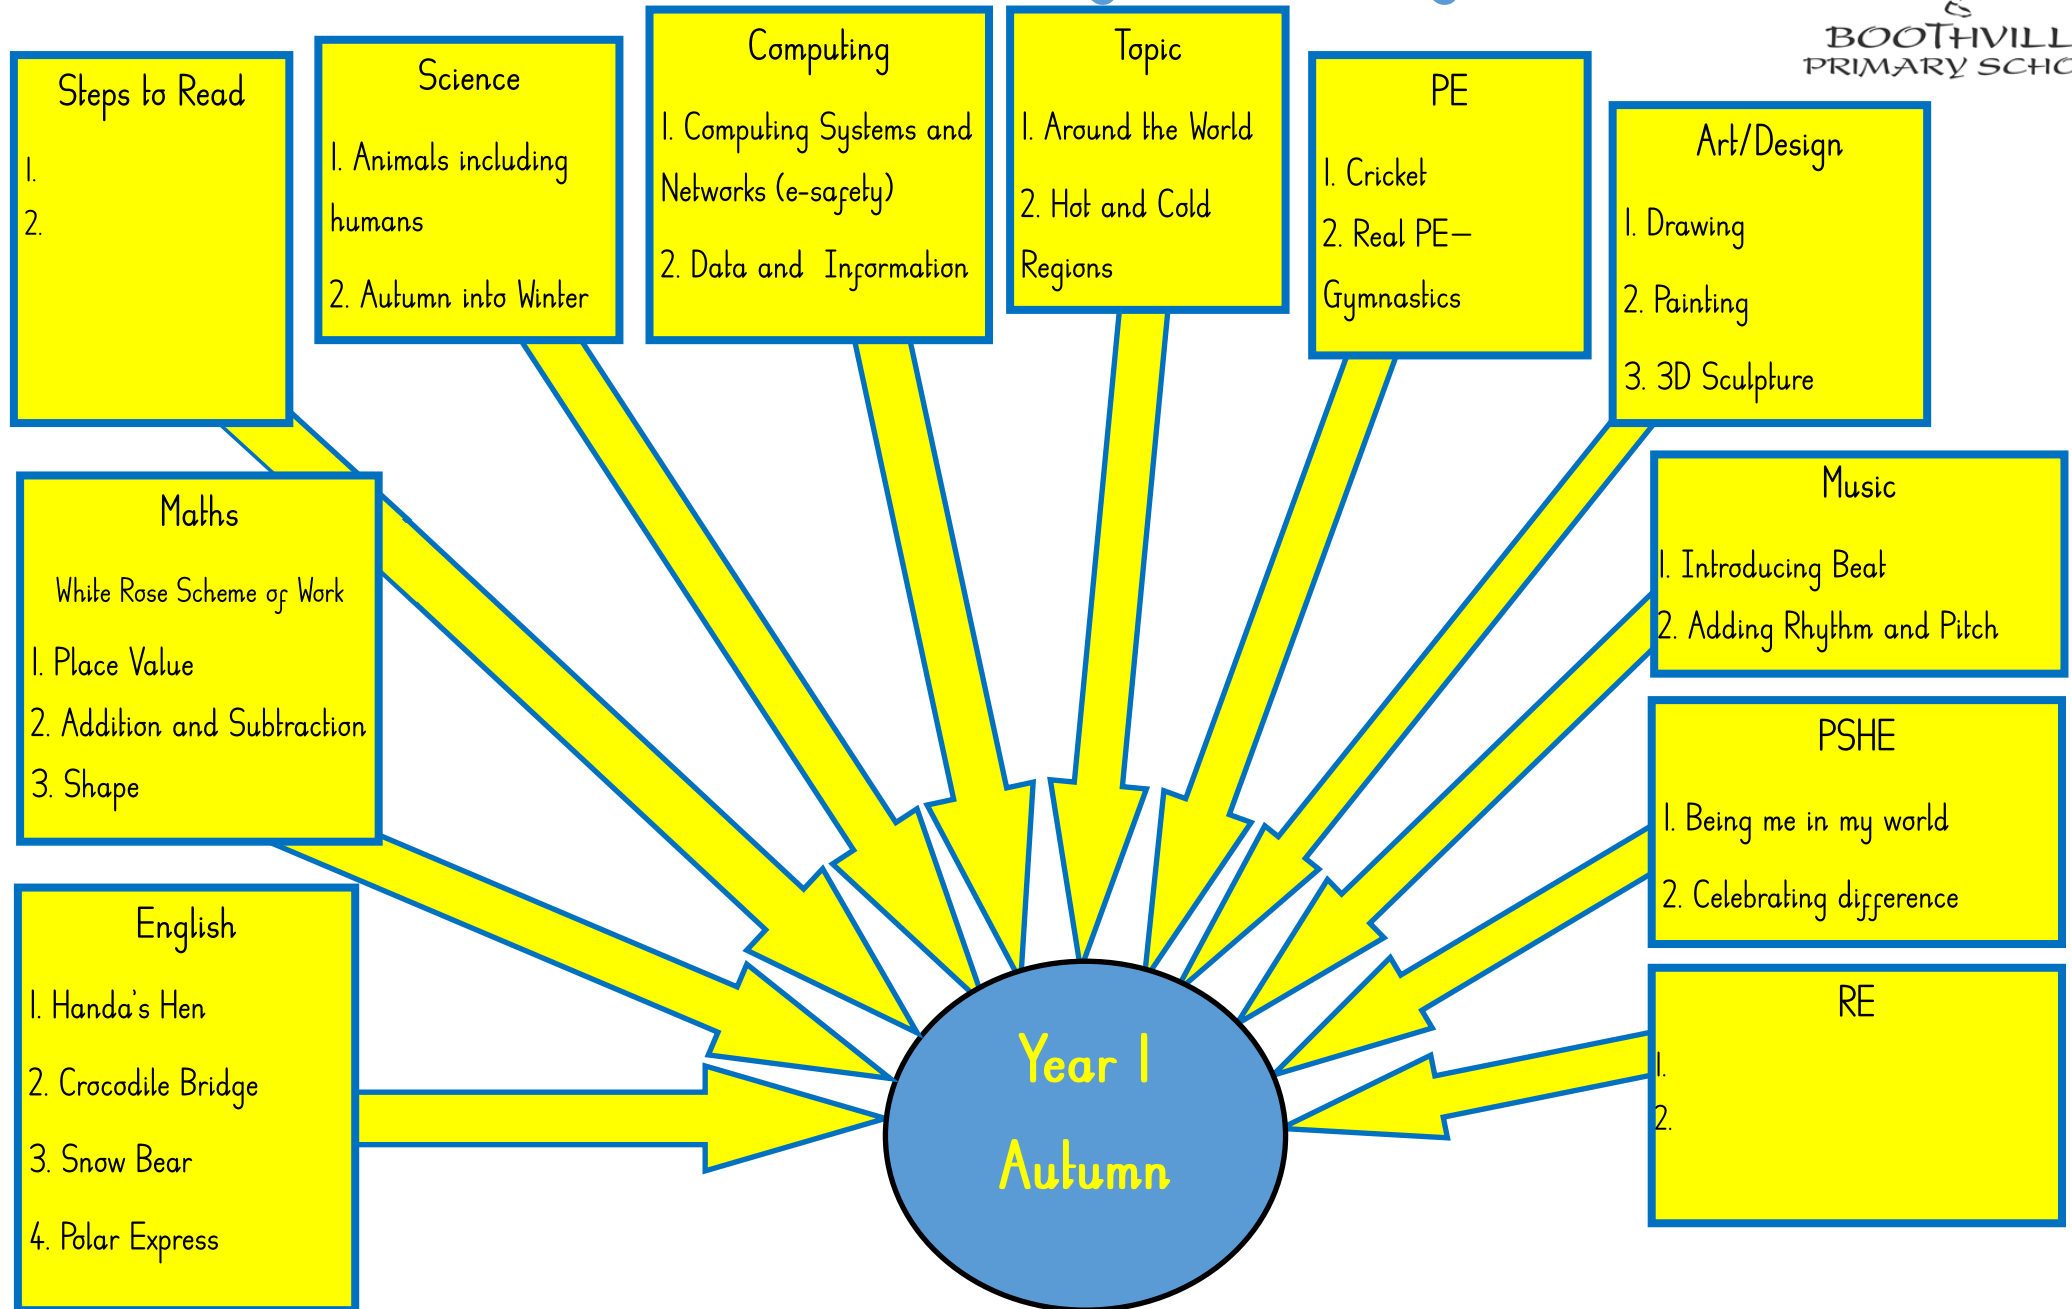 BOOTHVILL
PRIMARY SCHO
Steps to Read
1.
2.
Science
1. Animals including
humans
2. Autumn into Winter
Computing
1. Computing Systems and
Networks (e-safety)
2. Data and Information
Topic
1. Around the World
2. Hot and Cold
Regions
PE
1. Cricket
2. Real PE—
Gymnastics
Art/Design
1. Drawing
2. Painting
3. 3D Sculpture
Maths
White Rose Scheme of Work
1. Place Value
2. Addition and Subtraction
3. Shape
Music
1. Introducing Beat
2. Adding Rhythm and Pitch
PSHE
1. Being me in my world
2. Celebrating difference
English
1. Handa's Hen
2. Crocodile Bridge
3. Snow Bear
4. Polar Express
RE
1.
2.
Year 1
Autumn